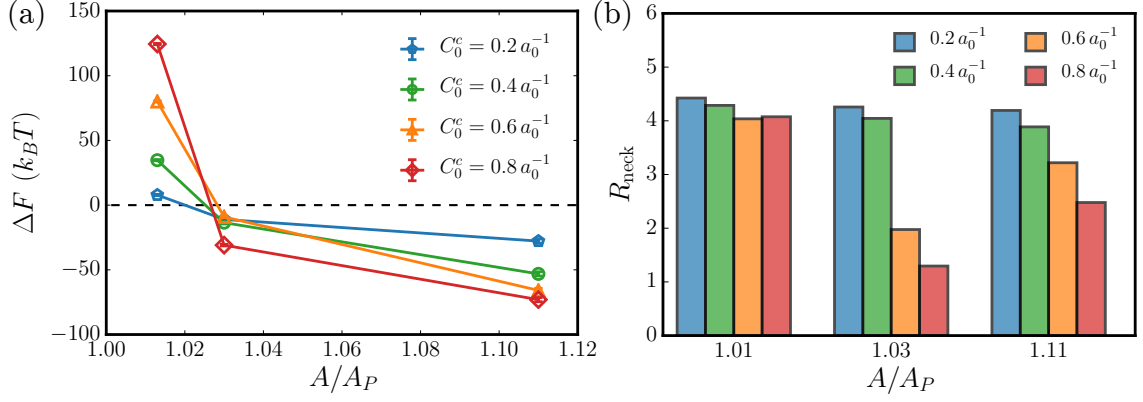 (a)
150
100
50
0
−50
−100
ΔF (k_BT)
1.00 1.02 1.04 1.06 1.08 1.10 1.12
A/A_P
C_0^c = 0.2 a_0^{-1}
C_0^c = 0.4 a_0^{-1}
C_0^c = 0.6 a_0^{-1}
C_0^c = 0.8 a_0^{-1}
(b)
6
5
4
3
2
1
0
R_neck
1.01 1.03 1.11
A/A_P
0.2 a_0^{-1} 0.6 a_0^{-1}
0.4 a_0^{-1} 0.8 a_0^{-1}